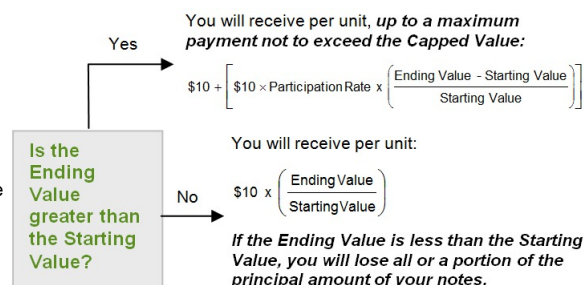 You will receive per unit, up to a maximum
payment not to exceed the Capped Value:
Yes
$10 + [ $10 × Participation Rate x ( Ending Value - Starting Value
Starting Value ) ]
Is the
Ending
Value
greater than
the Starting
Value?
You will receive per unit:
No
$10 x ( Ending Value
Starting Value )
If the Ending Value is less than the Starting
Value, you will lose all or a portion of the
principal amount of your notes.